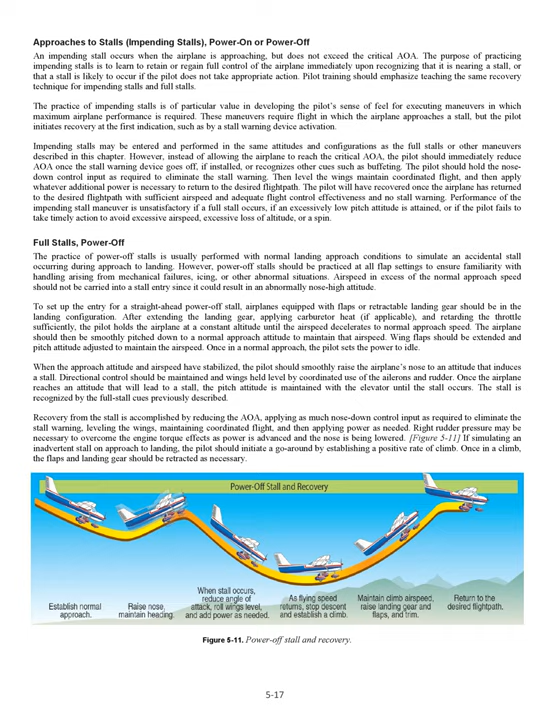 Approaches to Stalls (Impending Stalls), Power-On or Power-Off
An impending stall occurs when the airplane is approaching, but does not exceed the critical AOA. The purpose of practicing
impending stalls is to learn to retain or regain full control of the airplane immediately upon recognizing that it is nearing a stall, or
that a stall is likely to occur if the pilot does not take appropriate action. Pilot training should emphasize teaching the same recovery
technique for impending stalls and full stalls.
The practice of impending stalls is of particular value in developing the pilot's sense of feel for executing maneuvers in which
maximum airplane performance is required. These maneuvers require flight in which the airplane approaches a stall, but the pilot
initiates recovery at the first indication, such as by a stall warning device activation.
Impending stalls may be entered and performed in the same attitudes and configurations as the full stalls or other maneuvers
described in this chapter. However, instead of allowing the airplane to reach the critical AOA, the pilot should immediately reduce
AOA once the stall warning device goes off, if installed, or recognizes other cues such as buffeting. The pilot should hold the nose-
down control input as required to eliminate the stall warning. Then level the wings maintain coordinated flight, and then apply
whatever additional power is necessary to return to the desired flightpath. The pilot will have recovered once the airplane has returned
to the desired flightpath with sufficient airspeed and adequate flight control effectiveness and no stall warning. Performance of the
impending stall maneuver is unsatisfactory if a full stall occurs, if an excessively low pitch attitude is attained, or if the pilot fails to
take timely action to avoid excessive airspeed, excessive loss of altitude, or a spin.
Full Stalls, Power-Off
The practice of power-off stalls is usually performed with normal landing approach conditions to simulate an accidental stall
occurring during approach to landing. However, power-off stalls should be practiced at all flap settings to ensure familiarity with
handling arising from mechanical failures, icing, or other abnormal situations. Airspeed in excess of the normal approach speed
should not be carried into a stall entry since it could result in an abnormally nose-high attitude.
To set up the entry for a straight-ahead power-off stall, airplanes equipped with flaps or retractable landing gear should be in the
landing configuration. After extending the landing gear, applying carburetor heat (if applicable), and retarding the throttle
sufficiently, the pilot holds the airplane at a constant altitude until the airspeed decelerates to normal approach speed. The airplane
should then be smoothly pitched down to a normal approach attitude to maintain that airspeed. Wing flaps should be extended and
pitch attitude adjusted to maintain the airspeed. Once in a normal approach, the pilot sets the power to idle.
When the approach attitude and airspeed have stabilized, the pilot should smoothly raise the airplane's nose to an attitude that induces
a stall. Directional control should be maintained and wings held level by coordinated use of the ailerons and rudder. Once the airplane
reaches an attitude that will lead to a stall, the pitch attitude is maintained with the elevator until the stall occurs. The stall is
recognized by the full-stall cues previously described.
Recovery from the stall is accomplished by reducing the AOA, applying as much nose-down control input as required to eliminate the
stall warning, leveling the wings, maintaining coordinated flight, and then applying power as needed. Right rudder pressure may be
necessary to overcome the engine torque effects as power is advanced and the nose is being lowered. [Figure 5-11] If simulating an
inadvertent stall on approach to landing, the pilot should initiate a go-around by establishing a positive rate of climb. Once in a climb,
the flaps and landing gear should be retracted as necessary.
Power-Off Stall and Recovery
Establish normal
approach.
Raise nose,
maintain heading.
When stall occurs,
reduce angle of
attack, roll wings level,
and add power as needed.
As flying speed
returns, stop descent
and establish a climb.
Maintain climb airspeed,
raise landing gear and
flaps, and trim.
Return to the
desired flightpath.
Figure 5-11. Power-off stall and recovery.
5-17